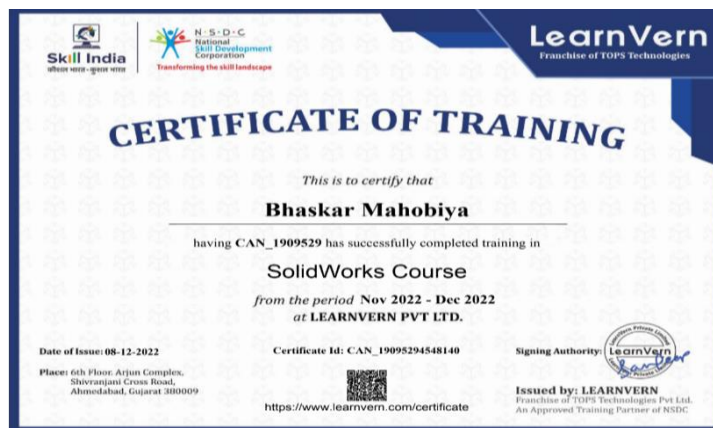 Skill India
कौशल भारत - कुशल भारत
N·S·D·C
National
Skill Development
Corporation
Transforming the skill landscape
LearnVern
Franchise of TOPS Technologies
CERTIFICATE OF TRAINING
This is to certify that
Bhaskar Mahobiya
having CAN_1909529 has successfully completed training in
SolidWorks Course
from the period Nov 2022 - Dec 2022
at LEARNVERN PVT LTD.
Date of Issue: 08-12-2022
Certificate Id: CAN_19095294548140
Signing Authority:
LearnVern Private Limited
LearnVern
Place: 6th Floor. Arjun Complex,
Shivranjani Cross Road,
Ahmedabad, Gujarat 380009
https://www.learnvern.com/certificate
Issued by: LEARNVERN
Franchise of TOPS Technologies Pvt Ltd.
An Approved Training Partner of NSDC